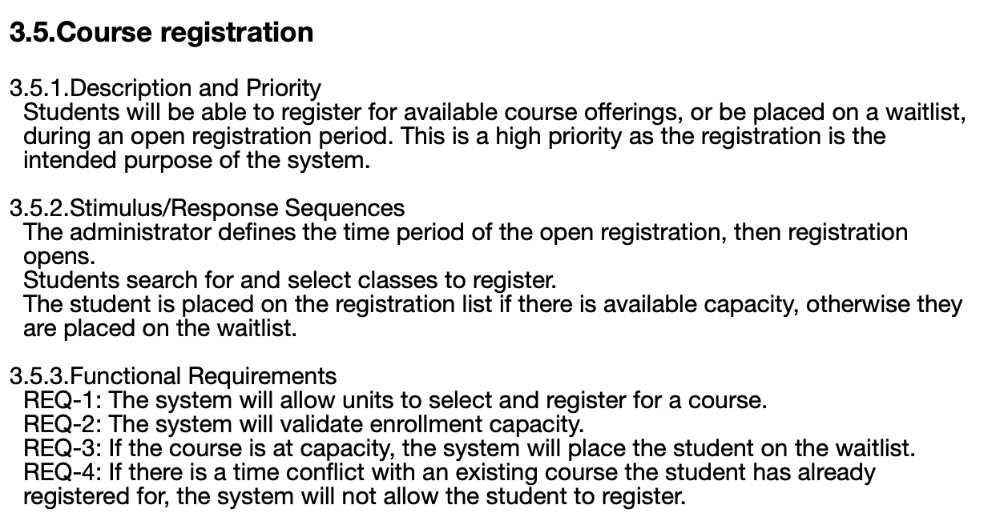 3.5.Course registration
3.5.1.Description and Priority
Students will be able to register for available course offerings, or be placed on a waitlist,
during an open registration period. This is a high priority as the registration is the
intended purpose of the system.
3.5.2.Stimulus/Response Sequences
The administrator defines the time period of the open registration, then registration
opens.
Students search for and select classes to register.
The student is placed on the registration list if there is available capacity, otherwise they
are placed on the waitlist.
3.5.3.Functional Requirements
REQ-1: The system will allow units to select and register for a course.
REQ-2: The system will validate enrollment capacity.
REQ-3: If the course is at capacity, the system will place the student on the waitlist.
REQ-4: If there is a time conflict with an existing course the student has already
registered for, the system will not allow the student to register.